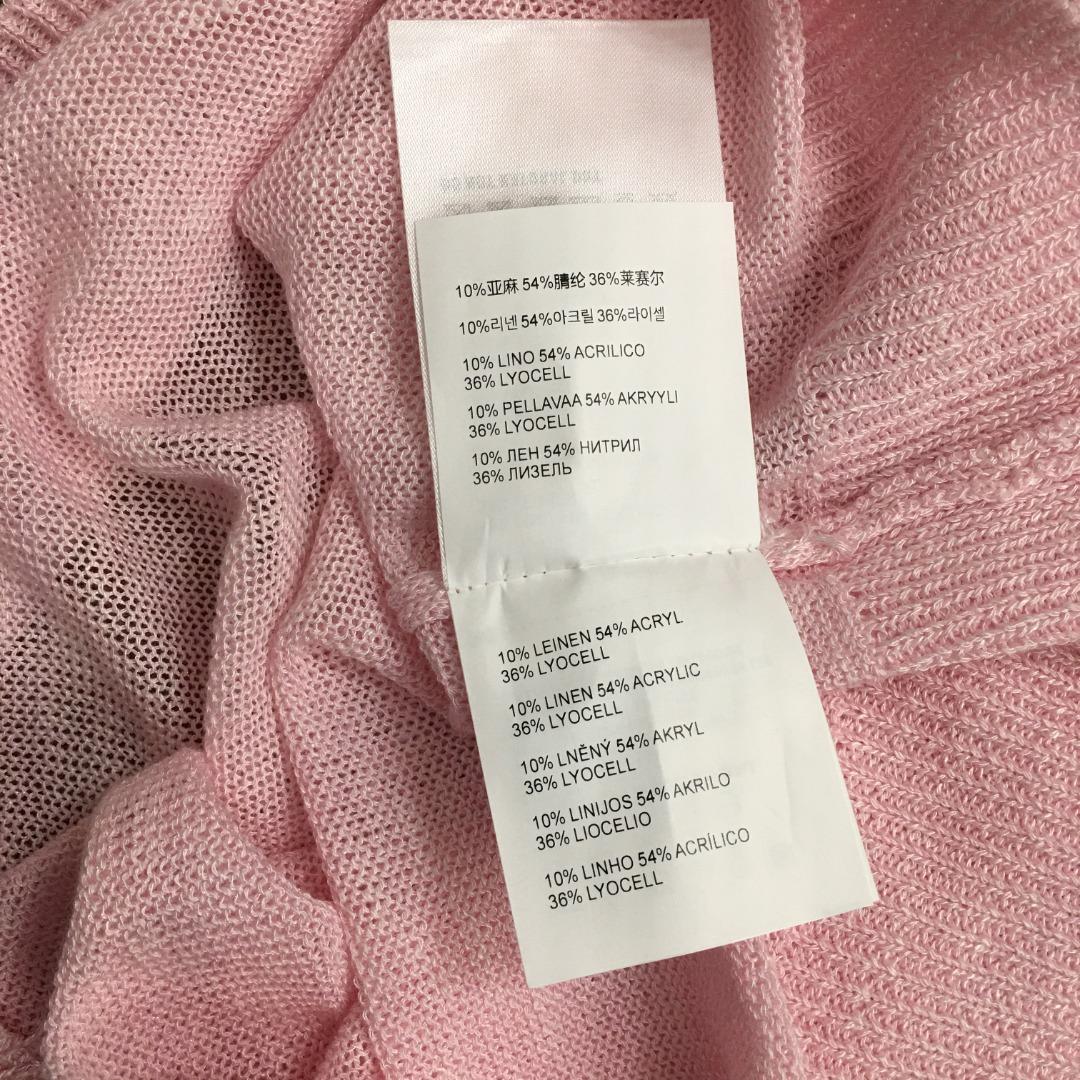 10%亚麻 54%腈纶 36%莱赛尔
10%리넨 54%아크릴 36%라이셀
10% LINO 54% ACRILICO
36% LYOCELL
10% PELLAVAA 54% AKRYYLI
36% LYOCELL
10% ЛЕН 54% НИТРИЛ
36% ЛИЗЕЛЬ
10% LEINEN 54% ACRYL
36% LYOCELL
10% LINEN 54% ACRYLIC
36% LYOCELL
10% LNĚNÝ 54% AKRYL
36% LYOCELL
10% LINIJOS 54% AKRILO
36% LIOCELIO
10% LINHO 54% ACRÍLICO
36% LYOCELL